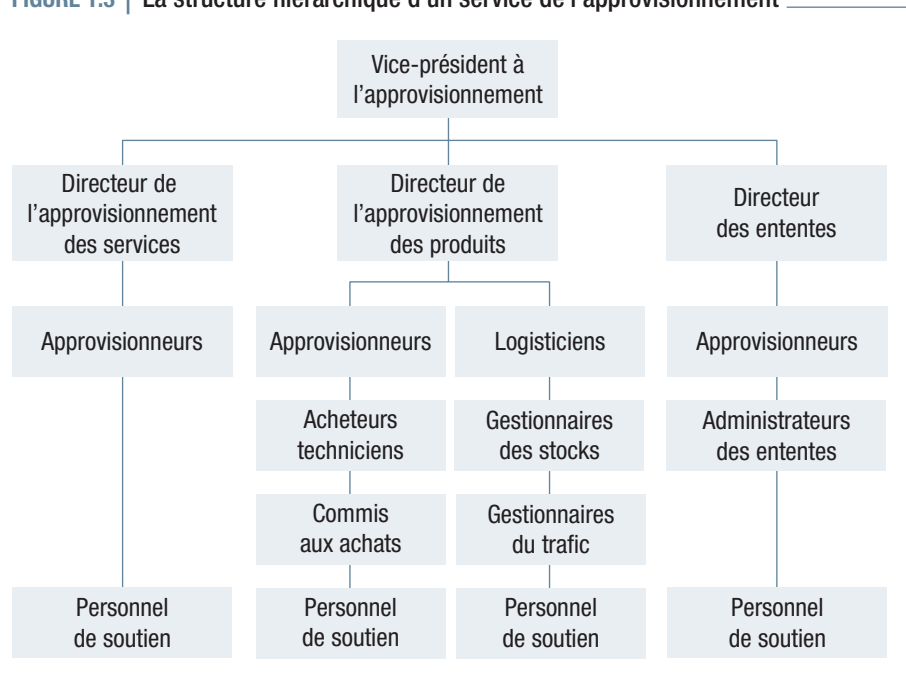 FIGURE 1.3 | La structure hiérarchique d'un service de l'approvisionnement
Vice-président à
l'approvisionnement
Directeur de
l'approvisionnement
des services
Directeur de
l'approvisionnement
des produits
Directeur
des ententes
Approvisionneurs
Approvisionneurs
Logisticiens
Approvisionneurs
Acheteurs
techniciens
Gestionnaires
des stocks
Administrateurs
des ententes
Commis
aux achats
Gestionnaires
du trafic
Personnel
de soutien
Personnel
de soutien
Personnel
de soutien
Personnel
de soutien